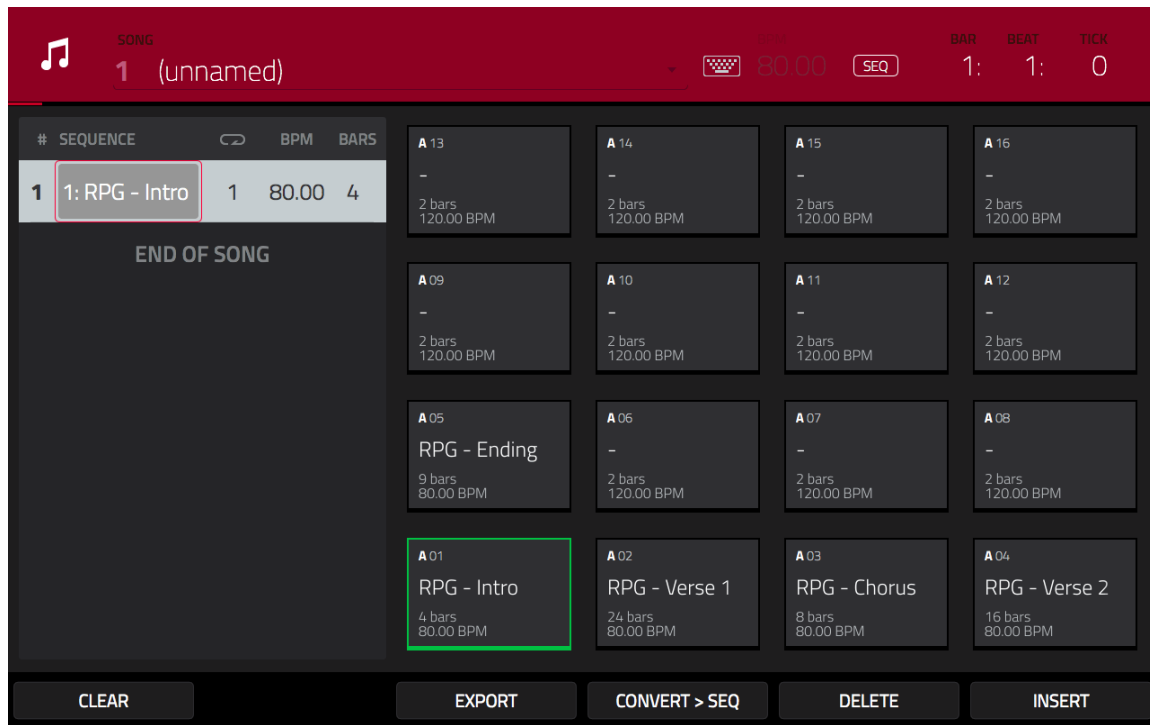 SONG
1 (unnamed)
BPM
80.00
SEQ
BAR BEAT TICK
1: 1: 0
# SEQUENCE BPM BARS
1 1: RPG - Intro 1 80.00 4
END OF SONG
A 13
-
2 bars
120.00 BPM
A 14
-
2 bars
120.00 BPM
A 15
-
2 bars
120.00 BPM
A 16
-
2 bars
120.00 BPM
A 09
-
2 bars
120.00 BPM
A 10
-
2 bars
120.00 BPM
A 11
-
2 bars
120.00 BPM
A 12
-
2 bars
120.00 BPM
A 05
RPG - Ending
9 bars
80.00 BPM
A 06
-
2 bars
120.00 BPM
A 07
-
2 bars
120.00 BPM
A 08
-
2 bars
120.00 BPM
A 01
RPG - Intro
4 bars
80.00 BPM
A 02
RPG - Verse 1
24 bars
80.00 BPM
A 03
RPG - Chorus
8 bars
80.00 BPM
A 04
RPG - Verse 2
16 bars
80.00 BPM
CLEAR EXPORT CONVERT > SEQ DELETE INSERT